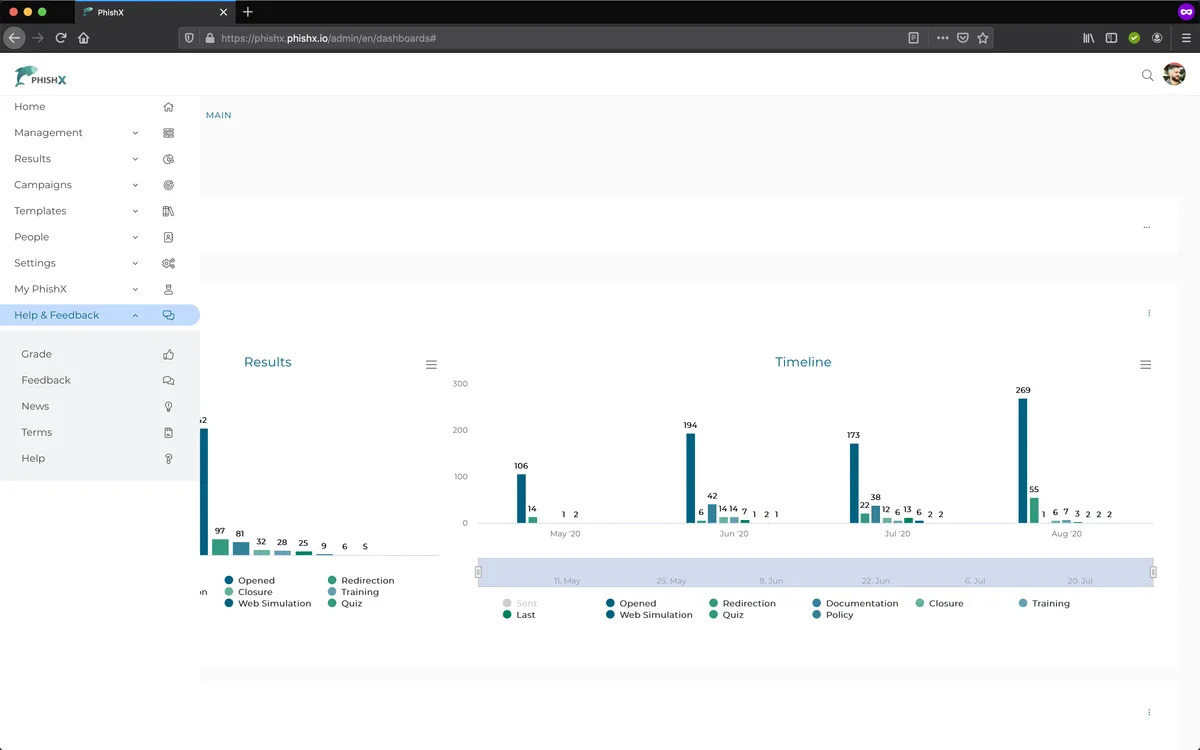 PhishX
https://phishx.phishx.io/admin/en/dashboards#
PHISHX
Home
Management
Results
Campaigns
Templates
People
Settings
My PhishX
Help & Feedback
Grade
Feedback
News
Terms
Help
MAIN
Results
97 81 32 28 25 9 6 5
Opened Redirection
Closure Training
Web Simulation Quiz
Timeline
300
200
100
0
106 14 1 2
194 6 42 14 14 7 1 2 1
173 22 38 12 6 13 6 2 2
269 55 1 6 7 3 2 2 2
May '20 Jun '20 Jul '20 Aug '20
11. May 25. May 8. Jun 22. Jun 6. Jul 20. Jul
Sent Opened Redirection Documentation Closure Training
Last Web Simulation Quiz Policy